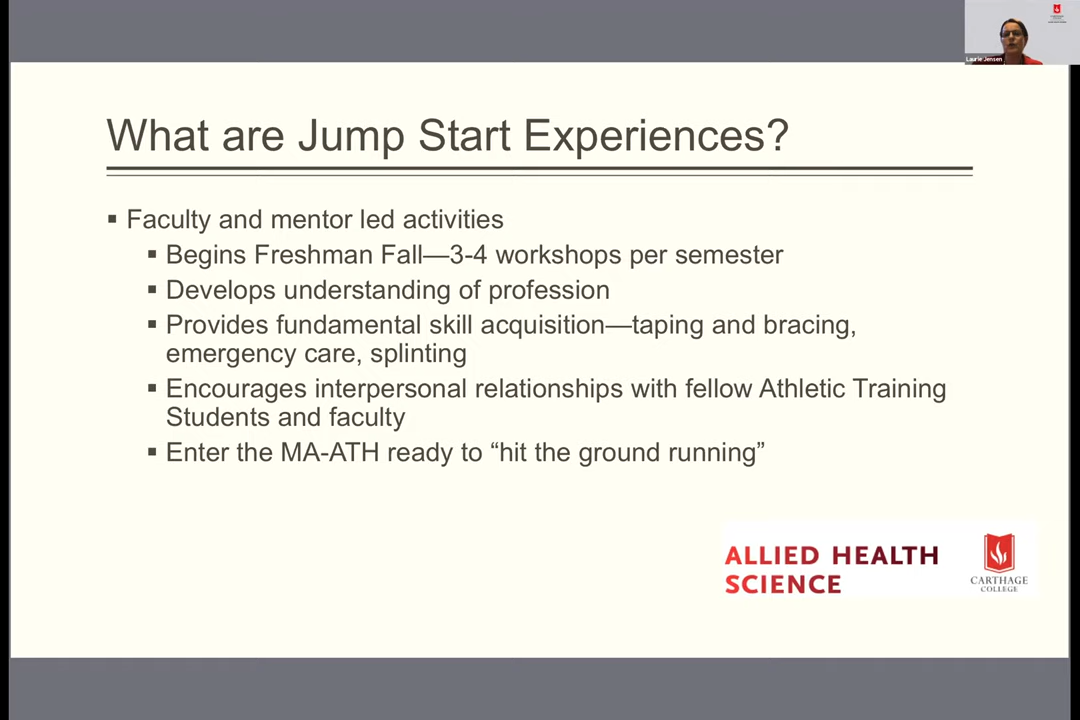 Laurie Jensen
What are Jump Start Experiences?
▪ Faculty and mentor led activities
▪ Begins Freshman Fall—3-4 workshops per semester
▪ Develops understanding of profession
▪ Provides fundamental skill acquisition—taping and bracing,
emergency care, splinting
▪ Encourages interpersonal relationships with fellow Athletic Training
Students and faculty
▪ Enter the MA-ATH ready to “hit the ground running”
ALLIED HEALTH
SCIENCE
CARTHAGE
COLLEGE